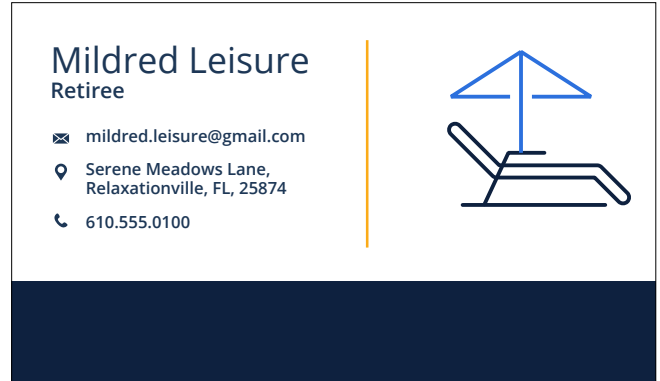 Mildred Leisure
Retiree
mildred.leisure@gmail.com
Serene Meadows Lane,
Relaxationville, FL, 25874
610.555.0100